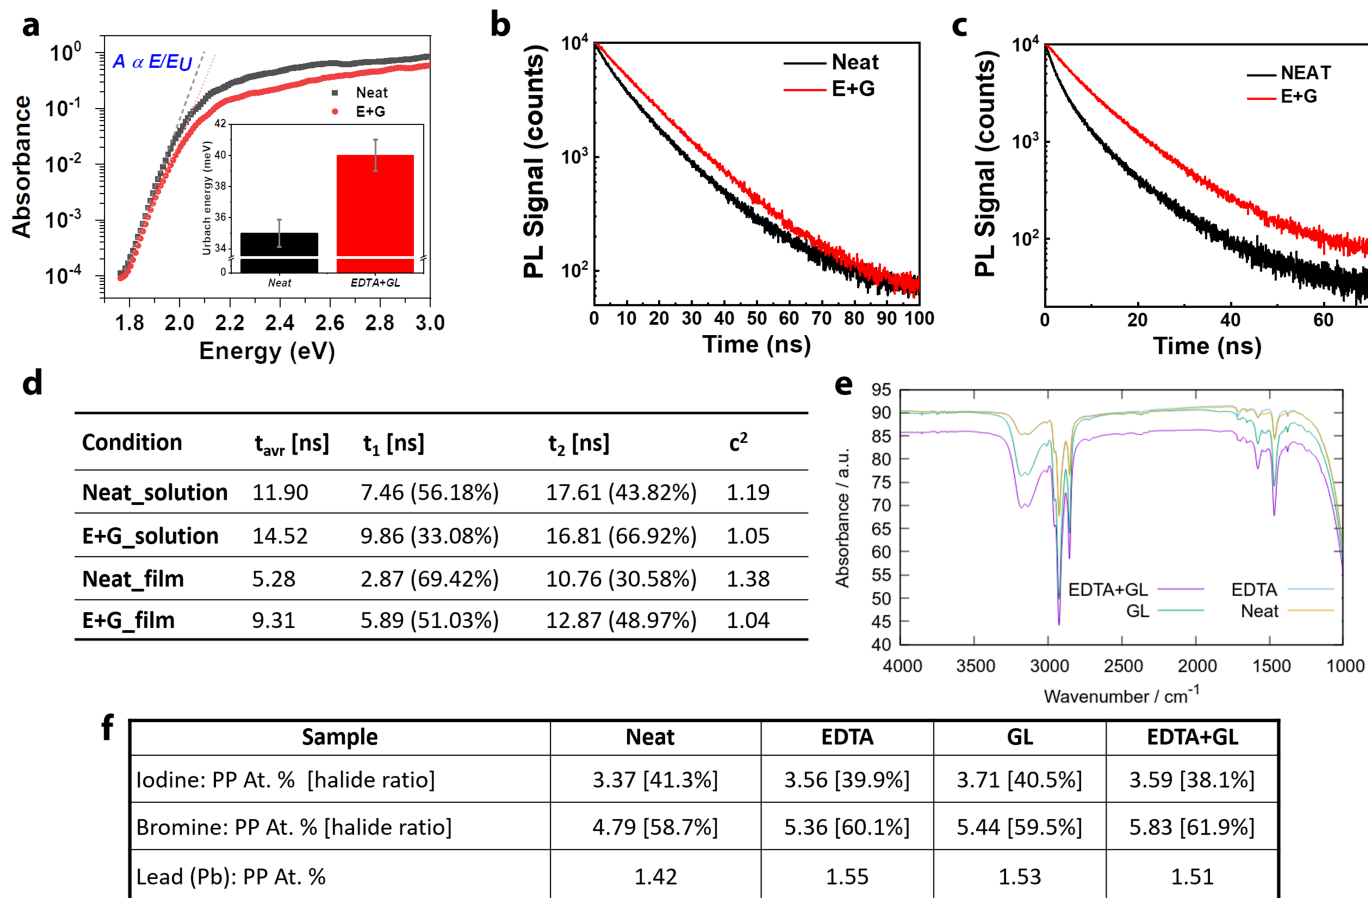 a
10⁰
10⁻¹
10⁻²
10⁻³
10⁻⁴
Absorbance
A α E/E_U
Neat
E+G
Urbach energy (meV)
42
40
38
36
34
0
Neat EDTA+GL
1.8 2.0 2.2 2.4 2.6 2.8 3.0
Energy (eV)
b
10⁴
10³
10²
PL Signal (counts)
Neat
E+G
0 10 20 30 40 50 60 70 80 90 100
Time (ns)
c
10⁴
10³
10²
PL Signal (counts)
NEAT
E+G
0 20 40 60
Time (ns)
d
Condition t_avr [ns] t₁ [ns] t₂ [ns] c²
Neat_solution 11.90 7.46 (56.18%) 17.61 (43.82%) 1.19
E+G_solution 14.52 9.86 (33.08%) 16.81 (66.92%) 1.05
Neat_film 5.28 2.87 (69.42%) 10.76 (30.58%) 1.38
E+G_film 9.31 5.89 (51.03%) 12.87 (48.97%) 1.04
e
95
90
85
80
75
70
65
60
55
50
45
40
Absorbance / a.u.
EDTA+GL EDTA
GL Neat
4000 3500 3000 2500 2000 1500 1000
Wavenumber / cm⁻¹
f
Sample Neat EDTA GL EDTA+GL
Iodine: PP At. % [halide ratio] 3.37 [41.3%] 3.56 [39.9%] 3.71 [40.5%] 3.59 [38.1%]
Bromine: PP At. % [halide ratio] 4.79 [58.7%] 5.36 [60.1%] 5.44 [59.5%] 5.83 [61.9%]
Lead (Pb): PP At. % 1.42 1.55 1.53 1.51